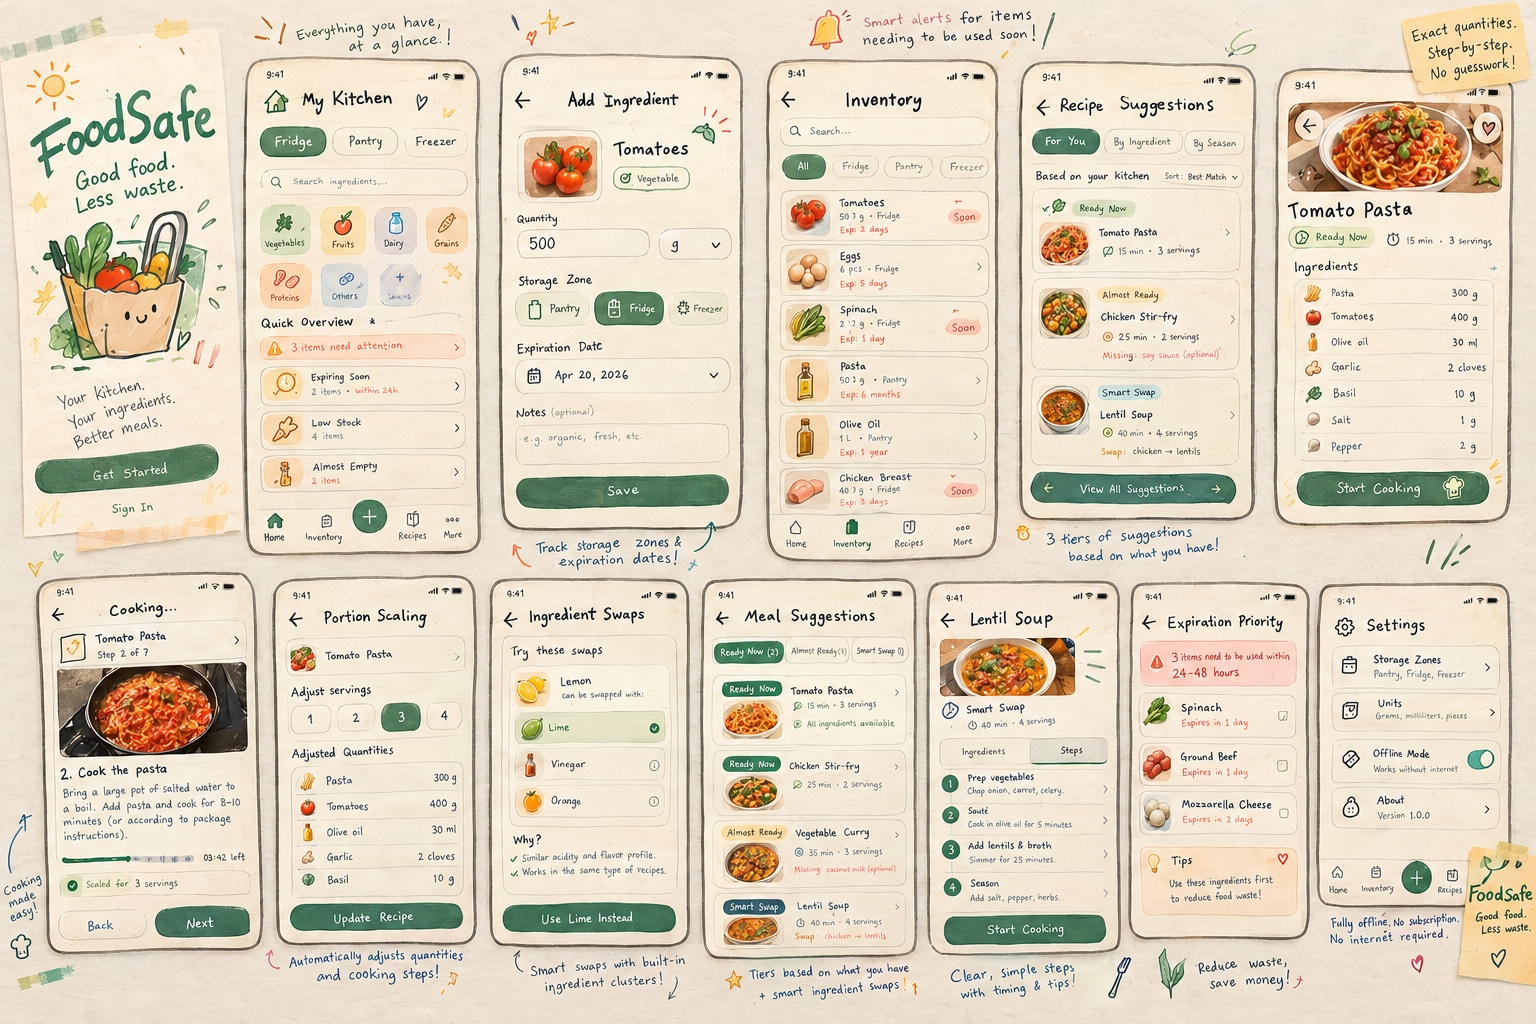 FoodSafe
Good food.
Less waste.
Your kitchen.
Your ingredients.
Better meals.
Get Started
Sign In
Everything you have,
at a glance.!
9:41
My Kitchen
Fridge
Pantry
Freezer
Search ingredients...
Vegetables
Fruits
Dairy
Grains
Proteins
Others
+
Quick Overview
3 items need attention
Expiring Soon
2 items • within 24h
Low Stock
4 items
Almost Empty
2 items
Home
Inventory
+
Recipes
More
9:41
Add Ingredient
Tomatoes
Vegetable
Quantity
500
g
Storage Zone
Pantry
Fridge
Freezer
Expiration Date
Apr 20, 2026
Notes (optional)
e.g. organic, fresh, etc.
Save
Track storage zones &
expiration dates!
Smart alerts for items
needing to be used soon!
9:41
Inventory
Search...
All
Fridge
Pantry
Freezer
Tomatoes
g • Fridge
Exp: 2 days
Soon
Eggs
6 pcs • Fridge
Exp: 5 days
Spinach
g • Fridge
Exp: 1 day
Soon
Pasta
g • Pantry
Exp: 6 months
Olive Oil
1 L • Pantry
Exp: 1 year
Chicken Breast
g • Fridge
Exp: 3 days
Soon
Home
Inventory
Recipes
More
9:41
Recipe Suggestions
For You
By Ingredient
By Season
Based on your kitchen
Sort: Best Match
Ready Now
Tomato Pasta
15 min • 3 servings
Almost Ready
Chicken Stir-fry
25 min • 2 servings
Missing: soy sauce (optional)
Smart Swap
Lentil Soup
40 min • 4 servings
Swap: chicken → lentils
← View All Suggestions →
3 tiers of suggestions
based on what you have!
Exact quantities.
Step-by-step.
No guesswork!
9:41
Tomato Pasta
Ready Now
15 min • 3 servings
Ingredients
Pasta 300 g
Tomatoes 400 g
Olive oil 30 ml
Garlic 2 cloves
Basil 10 g
Salt 1 g
Pepper 2 g
Start Cooking
9:41
Cooking...
Tomato Pasta
Step 2 of 7
2. Cook the pasta
Bring a large pot of salted water to
a boil. Add pasta and cook for 8-10
minutes (or according to package
instructions).
03:42 left
Scaled for 3 servings
Back
Next
Cooking
made
easy!
9:41
Portion Scaling
Tomato Pasta
Adjust servings
1
2
3
4
Adjusted Quantities
Pasta 300 g
Tomatoes 400 g
Olive oil 30 ml
Garlic 2 cloves
Basil 10 g
Update Recipe
Automatically adjusts quantities
and cooking steps!
9:41
Ingredient Swaps
Try these swaps
Lemon
can be swapped with:
Lime
Vinegar
Orange
Why?
Similar acidity and flavor profile.
Works in the same type of recipes.
Use Lime Instead
Smart swaps with built-in
ingredient clusters!
9:41
Meal Suggestions
Ready Now (2)
Almost Ready
Smart Swap
Ready Now
Tomato Pasta
15 min • 3 servings
All ingredients available
Ready Now
Chicken Stir-fry
25 min • 2 servings
Almost Ready
Vegetable Curry
35 min • 3 servings
Missing: coconut milk (optional)
Smart Swap
Lentil Soup
40 min • 4 servings
Swap: chicken → lentils
Tiers based on what you have
+ smart ingredient swaps!
9:41
Lentil Soup
Smart Swap
40 min • 4 servings
Ingredients
Steps
1 Prep vegetables
Chop onion, carrot, celery.
2 Sauté
Cook in olive oil for 5 minutes.
3 Add lentils & broth
Simmer for 25 minutes.
4 Season
Add salt, pepper, herbs.
Start Cooking
Clear, simple steps
with timing & tips!
9:41
Expiration Priority
3 items need to be used within
24-48 hours
Spinach
Expires in 1 day
Ground Beef
Expires in 1 day
Mozzarella Cheese
Expires in 2 days
Tips
Use these ingredients first
to reduce food waste!
Reduce waste,
save money!
9:41
Settings
Storage Zones
Pantry, Fridge, Freezer
Units
Grams, milliliters, pieces
Offline Mode
Works without internet
About
Version 1.0.0
Home
Inventory
+
Recipes
Fully offline. No subscription.
No internet required.
FoodSafe
Good food.
Less waste.